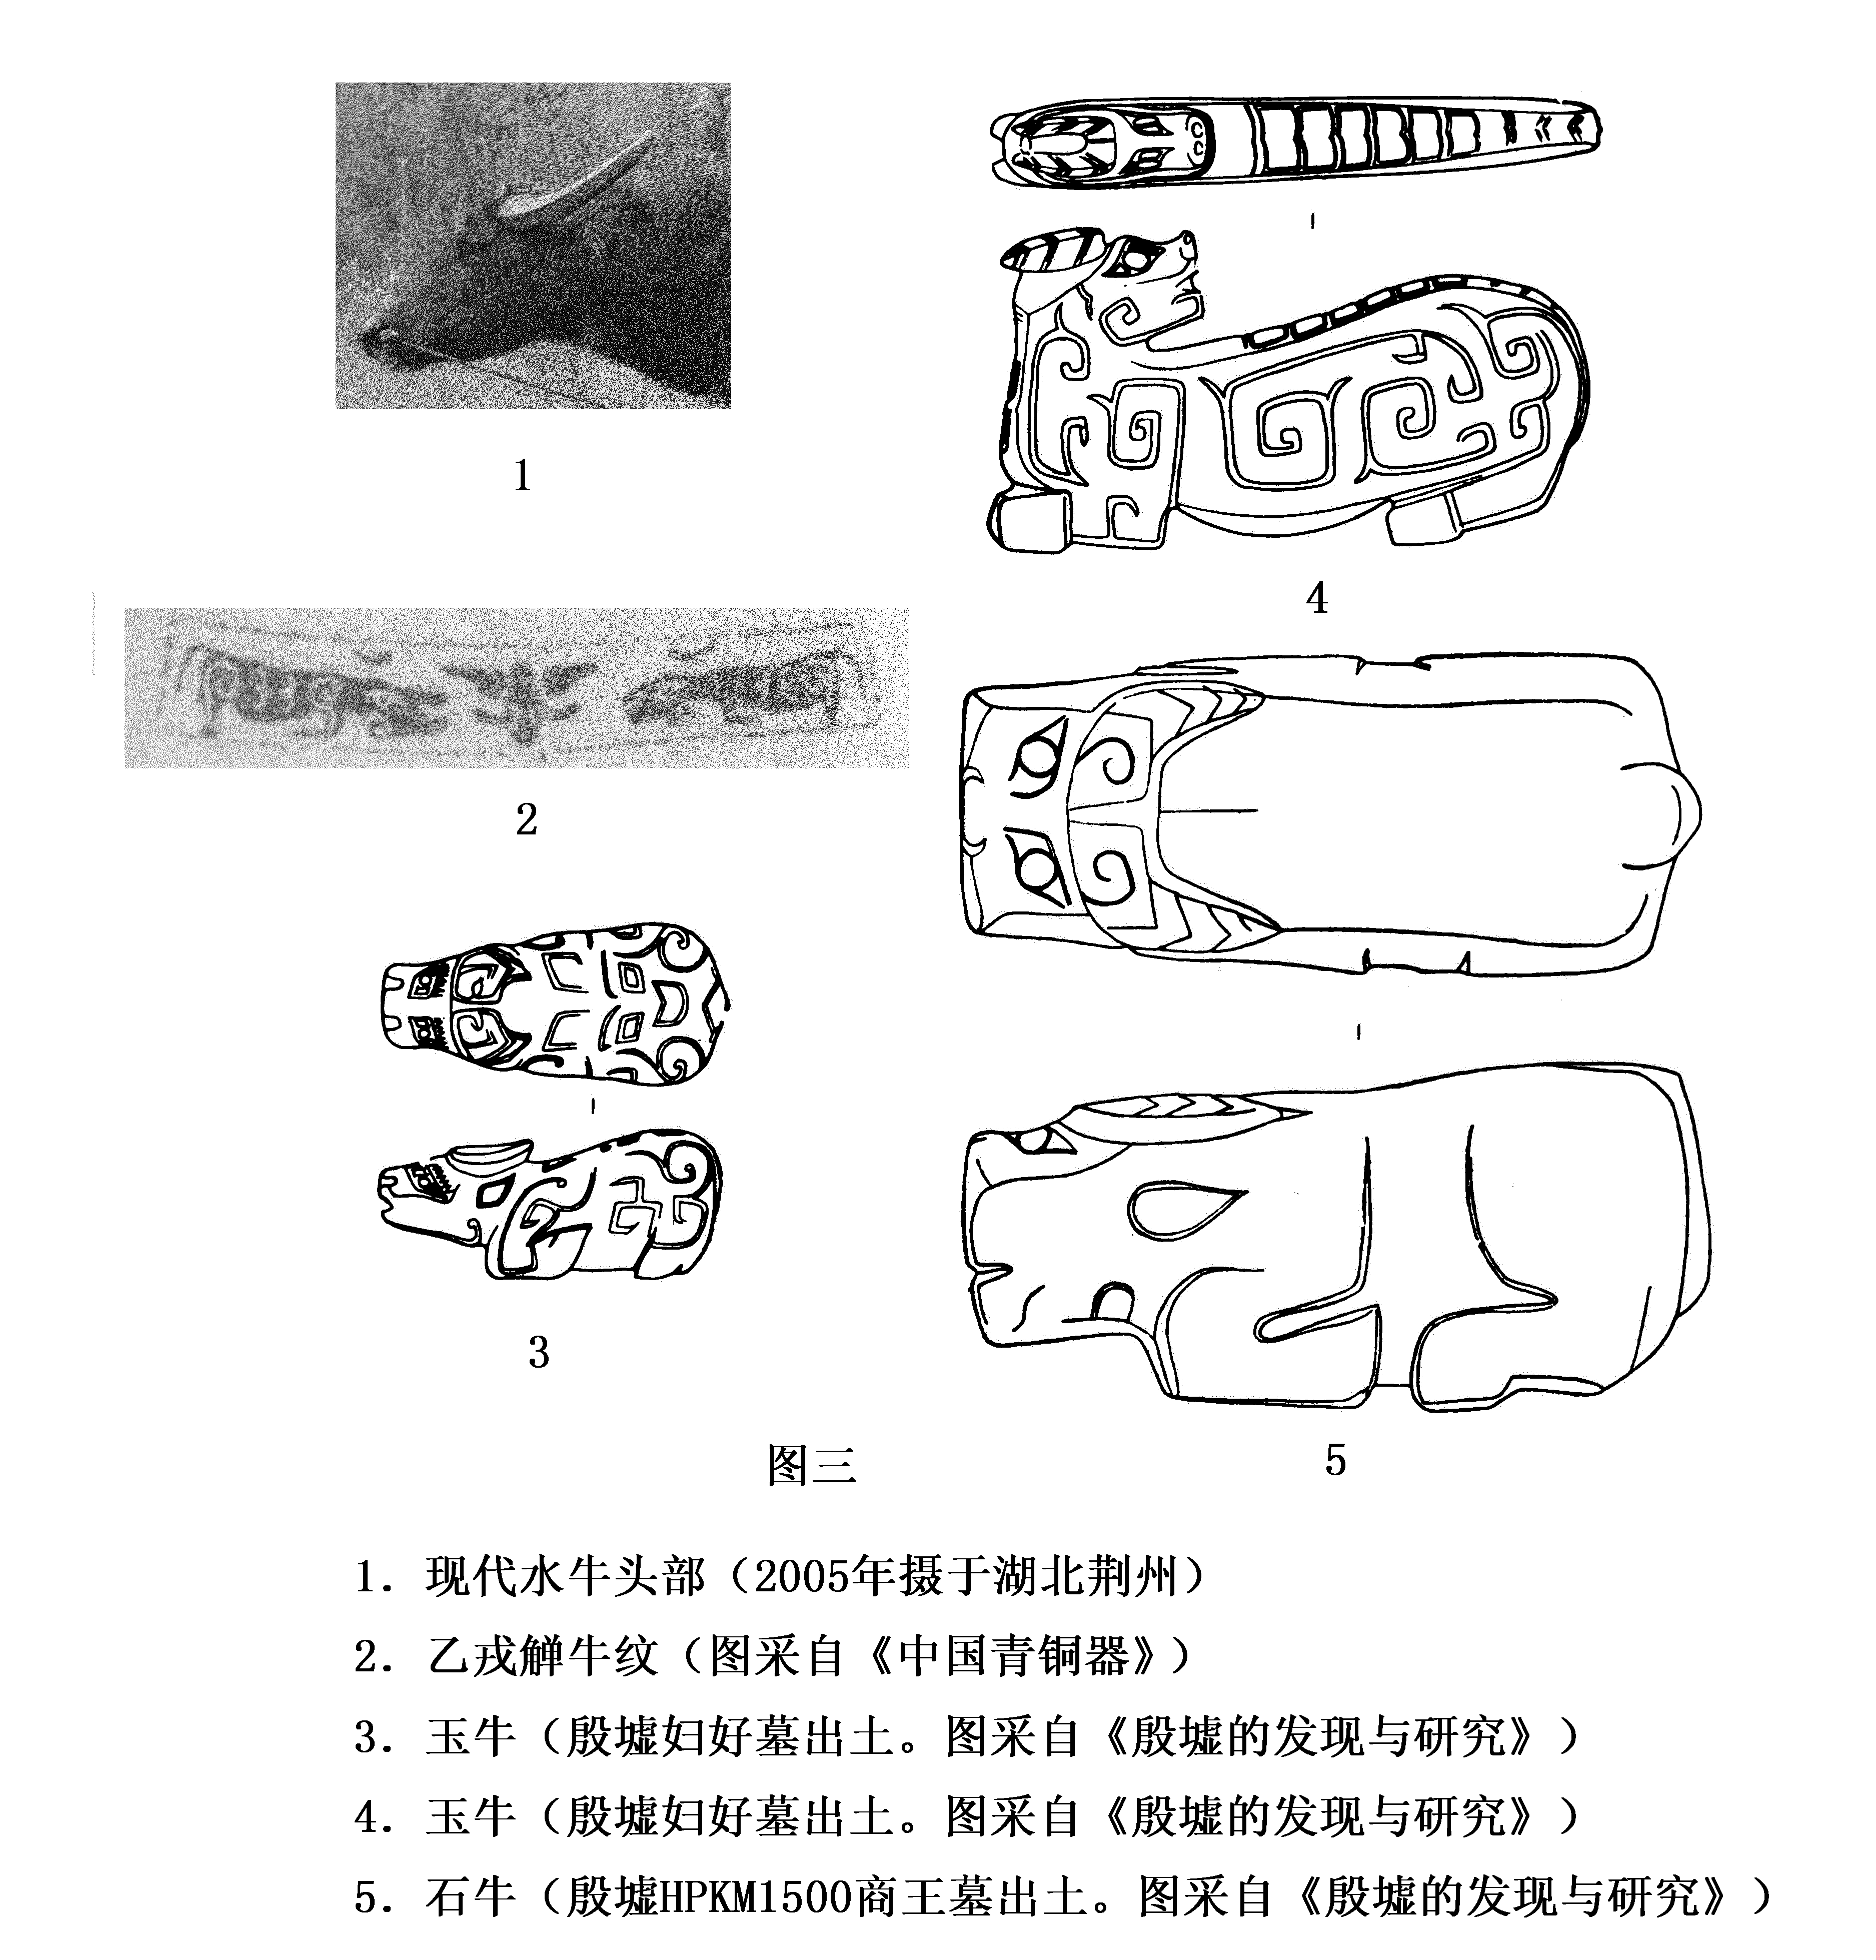 1
4
2
3
5
图三
1. 现代水牛头部（2005年摄于湖北荆州）
2. 乙戎觯牛纹（图采自《中国青铜器》）
3. 玉牛（殷墟妇好墓出土。图采自《殷墟的发现与研究》）
4. 玉牛（殷墟妇好墓出土。图采自《殷墟的发现与研究》）
5. 石牛（殷墟HPKM1500商王墓出土。图采自《殷墟的发现与研究》）